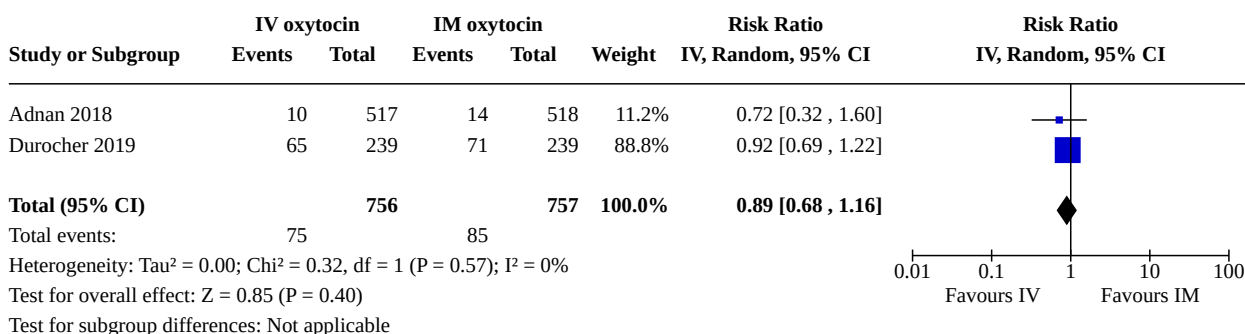 IV oxytocin IM oxytocin Risk Ratio Risk Ratio
Study or Subgroup Events Total Events Total Weight IV, Random, 95% CI IV, Random, 95% CI
Adnan 2018 10 517 14 518 11.2% 0.72 [0.32 , 1.60]
Durocher 2019 65 239 71 239 88.8% 0.92 [0.69 , 1.22]
Total (95% CI) 756 757 100.0% 0.89 [0.68 , 1.16]
Total events: 75 85
Heterogeneity: Tau² = 0.00; Chi² = 0.32, df = 1 (P = 0.57); I² = 0%
0.01 0.1 1 10 100
Test for overall effect: Z = 0.85 (P = 0.40)
Favours IV Favours IM
Test for subgroup differences: Not applicable